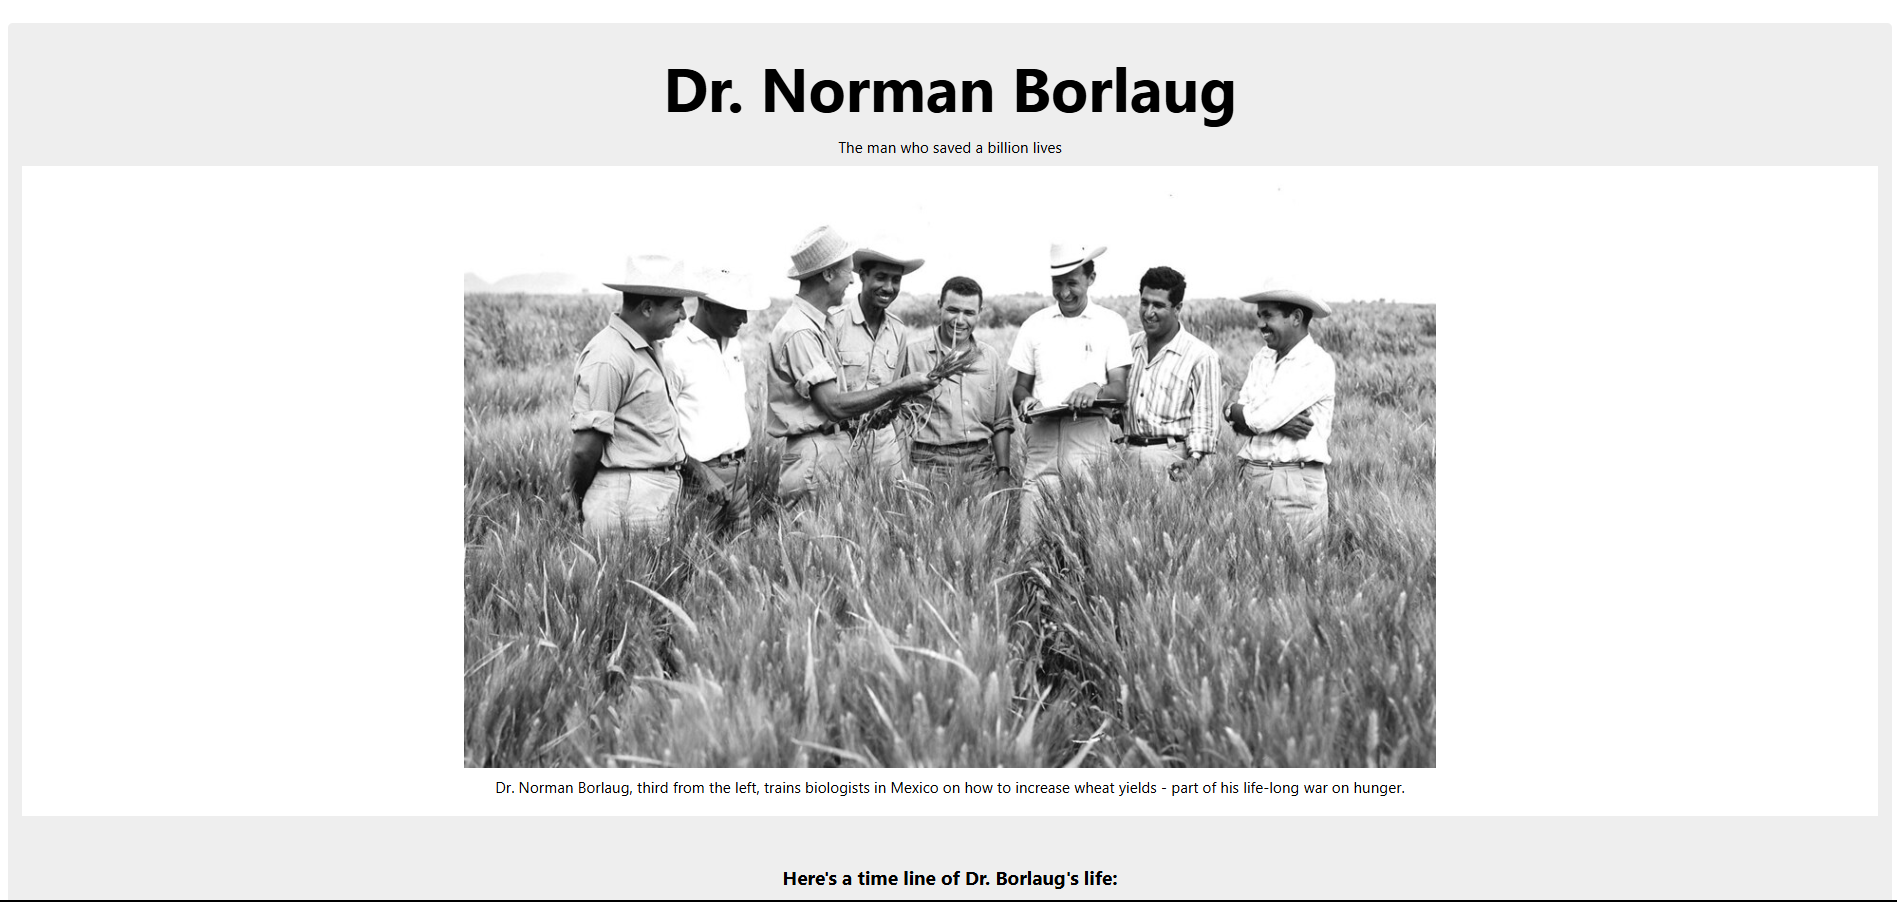 Dr. Norman Borlaug
The man who saved a billion lives
Dr. Norman Borlaug, third from the left, trains biologists in Mexico on how to increase wheat yields - part of his life-long war on hunger.
Here's a time line of Dr. Borlaug's life: